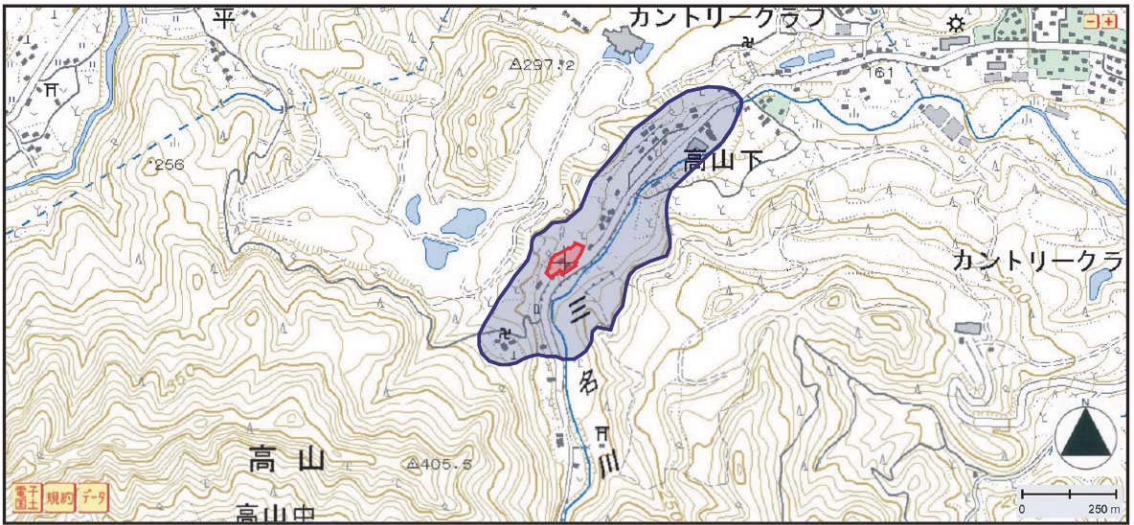 平
カントリークラブ
297.2
161
256
高山下
カントリークラ
三名川
高山
405.5
高山中
電子国土
規約
データ
N
0 250 m